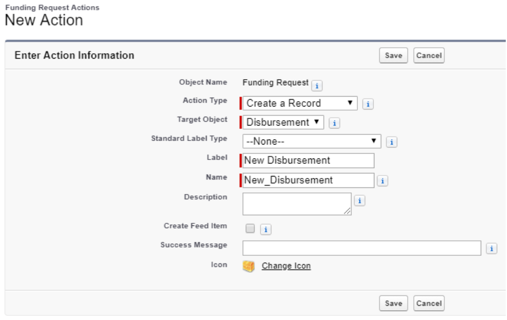 Funding Request Actions
New Action
Enter Action Information
Save Cancel
Object Name Funding Request i
Action Type Create a Record i
Target Object Disbursement i
Standard Label Type --None-- i
Label New Disbursement
Name New_Disbursement i
Description i
Create Feed Item i
Success Message i
Icon Change Icon
Save Cancel